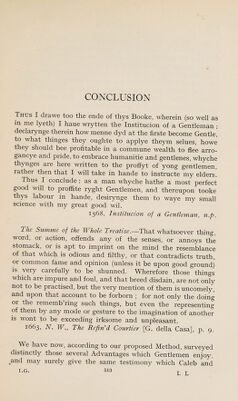 CONCLUSION
THUS I drawe too the ende of thys Booke, wherein (so well as
in me lyeth) I haue wrytten the Institucion of a Gentleman ;
declarynge therein how menne dyd at the firste become Gentle,
to what thinges they oughte to applye theym selues, howe
they should bee profitable in a commune wealth to flee arro-
gancye and pride, to embrace humanitie and gentlenes, whyche
thynges are here written to the proffyt of yong gentlemen,
rather then that I will take in hande to instructe my elders.
Thus I conclude : as a man whyche hathe a most perfect
good will to proffite ryght Gentlemen, and thereupon tooke
thys labour in hande, desirynge them to waye my small
science with my great good wil.
1568. Institucion of a Gentleman, n.p.
The Summe of the Whole Treatise.—That whatsoever thing,
word, or action, offends any of the senses, or annoys the
stomack, or is apt to imprint on the mind the resemblance
of that which is odious and filthy, or that contradicts truth,
or common fame and opinion (unless it be upon good ground)
is very carefully to be shunned. Wherefore those things
which are impure and foul, and that breed disdain, are not only
not to be practised, but the very mention of them is uncomely,
and upon that account to be forborn ; for not only the doing
or the rememb'ring such things, but even the representing
of them by any mode or gesture to the imagination of another
is wont to be exceeding irksome and unpleasant.
1663. N. W., The Refin'd Courtier [G. della Casa], p. 9.
We have now, according to our proposed Method, surveyed
distinctly those several Advantages which Gentlemen enjoy.
and may surely give the same testimony which Caleb and
I.G.
513
L L